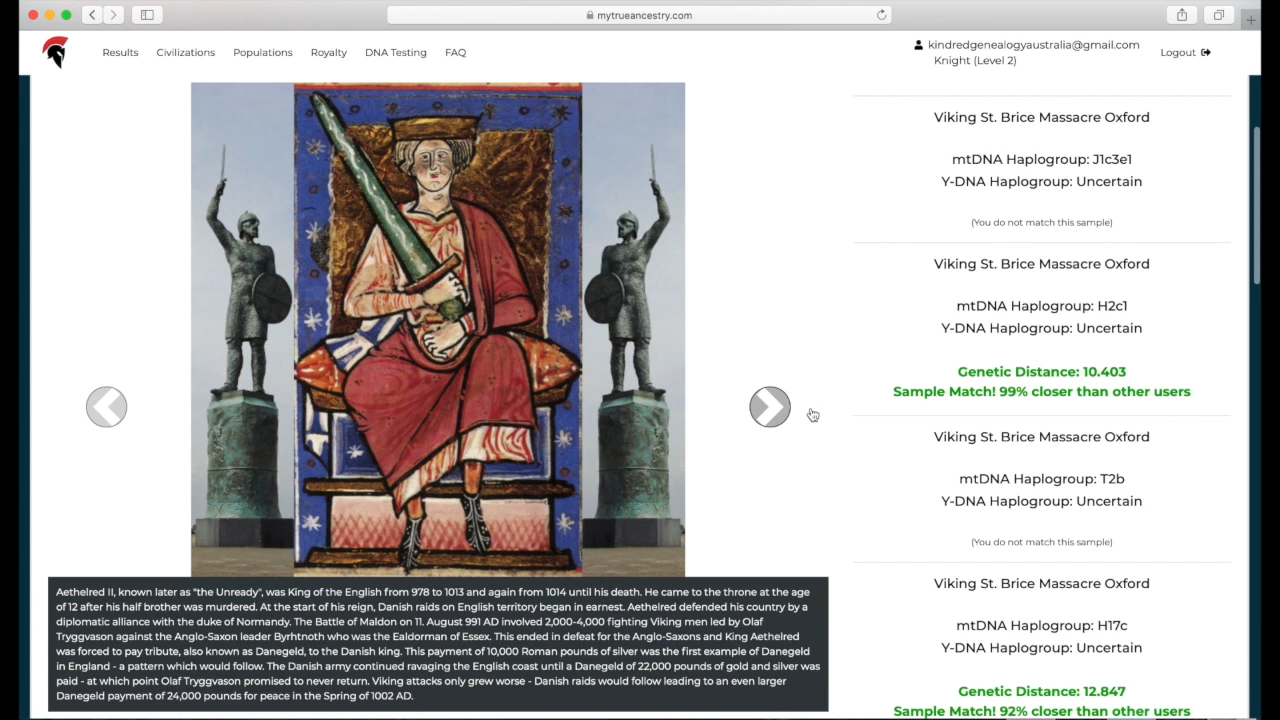 mytrueancestry.com
Results Civilizations Populations Royalty DNA Testing FAQ
kindredgenealogyaustralia@gmail.com
Knight (Level 2)
Logout
Aethelred II, known later as "the Unready", was King of the English from 978 to 1013 and again from 1014 until his death. He came to the throne at the age
of 12 after his half brother was murdered. At the start of his reign, Danish raids on English territory began in earnest. Aethelred defended his country by a
diplomatic alliance with the duke of Normandy. The Battle of Maldon on 11. August 991 AD involved 2,000-4,000 fighting Viking men led by Olaf
Tryggvason against the Anglo-Saxon leader Byrhtnoth who was the Ealdorman of Essex. This ended in defeat for the Anglo-Saxons and King Aethelred
was forced to pay tribute, also known as Danegeld, to the Danish king. This payment of 10,000 Roman pounds of silver was the first example of Danegeld
in England - a pattern which would follow. The Danish army continued ravaging the English coast until a Danegeld of 22,000 pounds of gold and silver was
paid - at which point Olaf Tryggvason promised to never return. Viking attacks only grew worse - Danish raids would follow leading to an even larger
Danegeld payment of 24,000 pounds for peace in the Spring of 1002 AD.
Viking St. Brice Massacre Oxford
mtDNA Haplogroup: J1c3e1
Y-DNA Haplogroup: Uncertain
(You do not match this sample)
Viking St. Brice Massacre Oxford
mtDNA Haplogroup: H2c1
Y-DNA Haplogroup: Uncertain
Genetic Distance: 10.403
Sample Match! 99% closer than other users
Viking St. Brice Massacre Oxford
mtDNA Haplogroup: T2b
Y-DNA Haplogroup: Uncertain
(You do not match this sample)
Viking St. Brice Massacre Oxford
mtDNA Haplogroup: H17c
Y-DNA Haplogroup: Uncertain
Genetic Distance: 12.847
Sample Match! 92% closer than other users